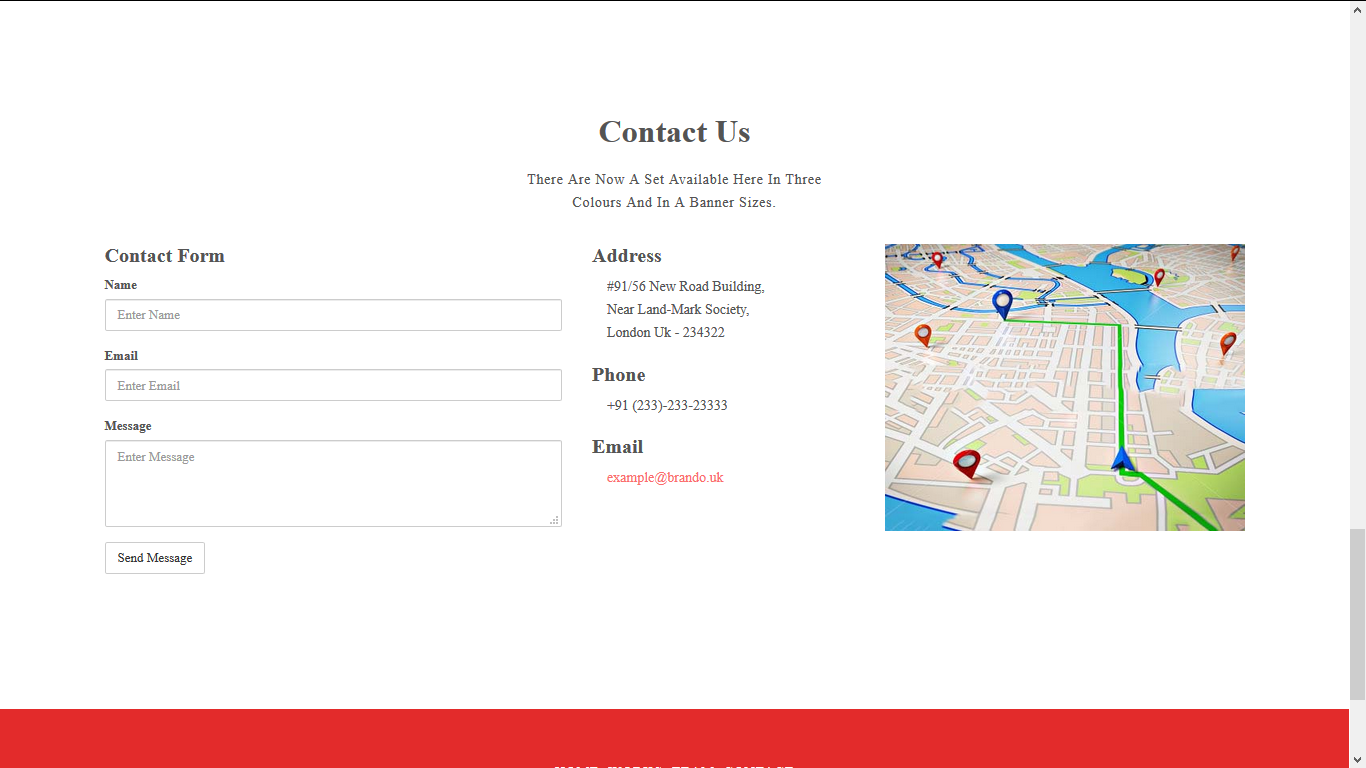 Contact Us
There Are Now A Set Available Here In Three
Colours And In A Banner Sizes.
Contact Form
Name
Enter Name
Email
Enter Email
Message
Enter Message
Send Message
Address
#91/56 New Road Building,
Near Land-Mark Society,
London Uk - 234322
Phone
+91 (233)-233-23333
Email
example@brando.uk